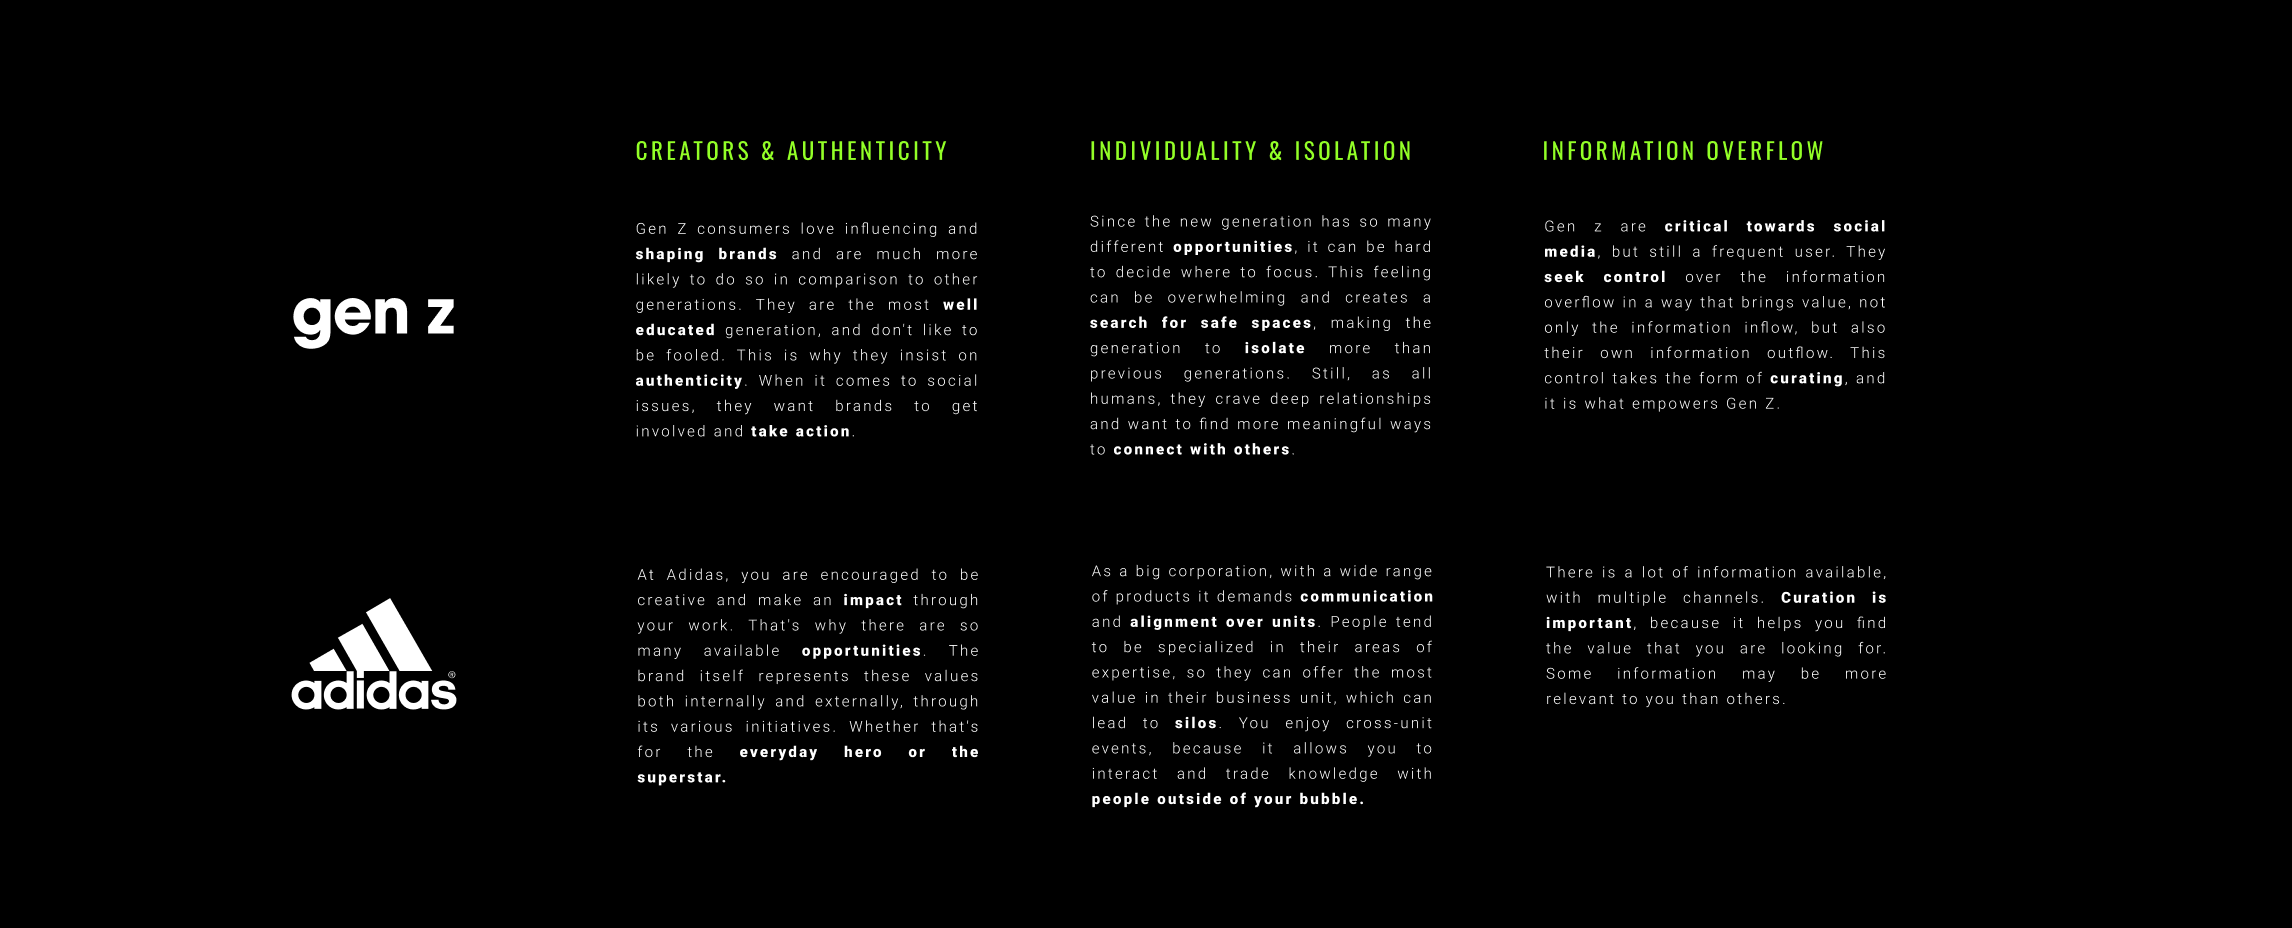 CREATORS & AUTHENTICITY
INDIVIDUALITY & ISOLATION
INFORMATION OVERFLOW
gen z
Gen Z consumers love influencing and
shaping brands and are much more
likely to do so in comparison to other
generations. They are the most well
educated generation, and don't like to
be fooled. This is why they insist on
authenticity. When it comes to social
issues, they want brands to get
involved and take action.
Since the new generation has so many
different opportunities, it can be hard
to decide where to focus. This feeling
can be overwhelming and creates a
search for safe spaces, making the
generation to isolate more than
previous generations. Still, as all
humans, they crave deep relationships
and want to find more meaningful ways
to connect with others.
Gen z are critical towards social
media, but still a frequent user. They
seek control over the information
overflow in a way that brings value, not
only the information inflow, but also
their own information outflow. This
control takes the form of curating, and
it is what empowers Gen Z.
adidas®
At Adidas, you are encouraged to be
creative and make an impact through
your work. That's why there are so
many available opportunities. The
brand itself represents these values
both internally and externally, through
its various initiatives. Whether that's
for the everyday hero or the
superstar.
As a big corporation, with a wide range
of products it demands communication
and alignment over units. People tend
to be specialized in their areas of
expertise, so they can offer the most
value in their business unit, which can
lead to silos. You enjoy cross-unit
events, because it allows you to
interact and trade knowledge with
people outside of your bubble.
There is a lot of information available,
with multiple channels. Curation is
important, because it helps you find
the value that you are looking for.
Some information may be more
relevant to you than others.